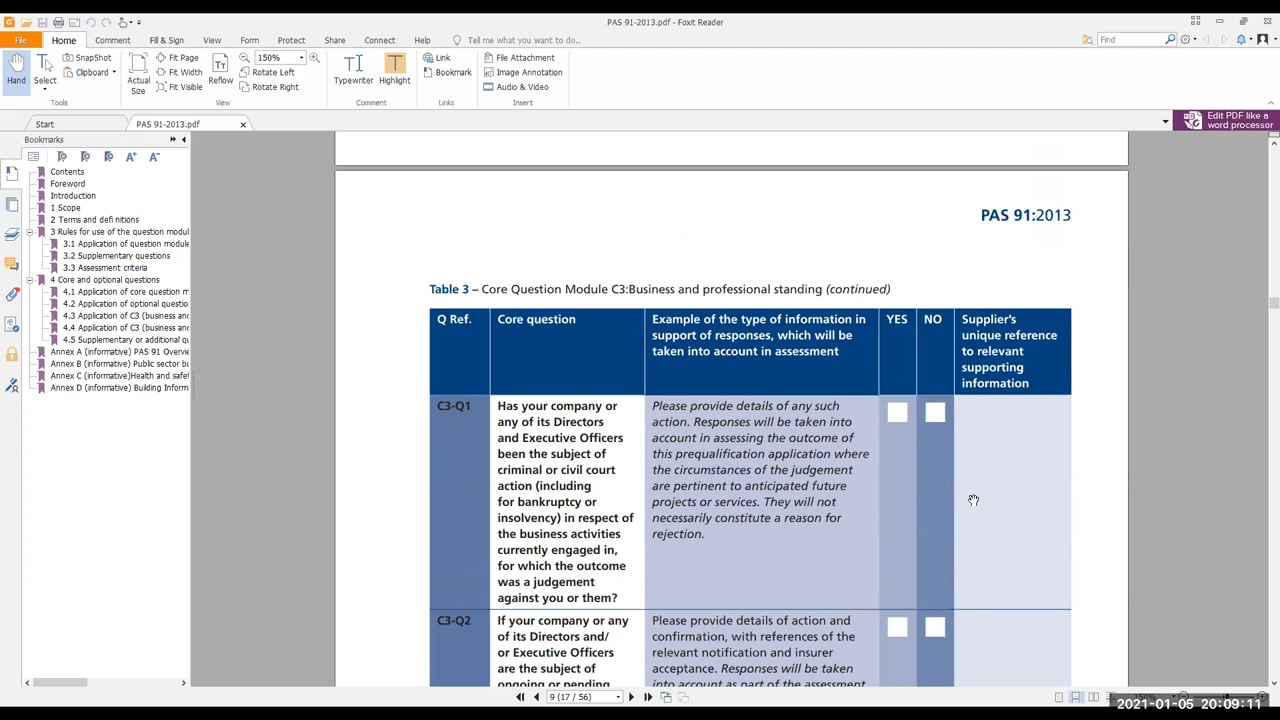 PAS 91-2013.pdf - Foxit Reader
File
Home
Comment
Fill & Sign
View
Form
Protect
Share
Connect
Help
Tell me what you want to do...
Find
Hand
Select
SnapShot
Clipboard
Actual
Size
Fit Page
Fit Width
Fit Visible
Reflow
150%
Rotate Left
Rotate Right
Typewriter
Highlight
Link
Bookmark
File Attachment
Image Annotation
Audio & Video
Tools
View
Comment
Links
Insert
Start
PAS 91-2013.pdf
Edit PDF like a
word processor
Bookmarks
Contents
Foreword
Introduction
1 Scope
2 Terms and defi nitions
3 Rules for use of the question modul
3.1 Application of question module
3.2 Supplementary questions
3.3 Assessment criteria
4 Core and optional questions
4.1 Application of core question m
4.2 Application of optional questio
4.3 Application of C3 (business an
4.4 Application of C3 (business an
4.5 Supplementary or additional q
Annex A (informative) PAS 91 Overvie
Annex B (informative) Public sector bu
Annex C (informative)Health and safet
Annex D (informative) Building Inform
PAS 91:2013
Table 3 – Core Question Module C3:Business and professional standing (continued)
Q Ref.
Core question
Example of the type of information in
support of responses, which will be
taken into account in assessment
YES
NO
Supplier's
unique reference
to relevant
supporting
information
C3-Q1
Has your company or
any of its Directors
and Executive Officers
been the subject of
criminal or civil court
action (including
for bankruptcy or
insolvency) in respect of
the business activities
currently engaged in,
for which the outcome
was a judgement
against you or them?
Please provide details of any such
action. Responses will be taken into
account in assessing the outcome of
this prequalification application where
the circumstances of the judgement
are pertinent to anticipated future
projects or services. They will not
necessarily constitute a reason for
rejection.
C3-Q2
If your company or any
of its Directors and/
or Executive Officers
are the subject of
ongoing or pending
Please provide details of action and
confirmation, with references of the
relevant notification and insurer
acceptance. Responses will be taken
into account as part of the assessment
9 (17 / 56)
2021-01-05 20:09:11